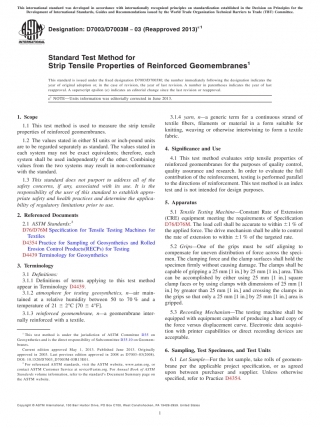 This international standard was developed in accordance with internationally recognized principles on standardization established in the Decision on Principles for the
Development of International Standards, Guides and Recommendations issued by the World Trade Organization Technical Barriers to Trade (TBT) Committee.
Designation: D7003/D7003M − 03 (Reapproved 2013)ε1
Standard Test Method for
Strip Tensile Properties of Reinforced Geomembranes1
This standard is issued under the fixed designation D7003/D7003M; the number immediately following the designation indicates the
year of original adoption or, in the case of revision, the year of last revision. A number in parentheses indicates the year of last
reapproval. A superscript epsilon (ε) indicates an editorial change since the last revision or reapproval.
ε1 NOTE—Units information was editorially corrected in June 2013.
1. Scope
1.1 This test method is used to measure the strip tensile
properties of reinforced geomembranes.
1.2 The values stated in either SI units or inch-pound units
are to be regarded separately as standard. The values stated in
each system may not be exact equivalents; therefore, each
system shall be used independently of the other. Combining
values from the two systems may result in non-conformance
with the standard.
1.3 This standard does not purport to address all of the
safety concerns, if any, associated with its use. It is the
responsibility of the user of this standard to establish appro-
priate safety and health practices and determine the applica-
bility of regulatory limitations prior to use.
2. Referenced Documents
2.1 ASTM Standards:2
D76/D76M Specification for Tensile Testing Machines for
Textiles
D4354 Practice for Sampling of Geosynthetics and Rolled
Erosion Control Products(RECPs) for Testing
D4439 Terminology for Geosynthetics
3. Terminology
3.1 Definitions:
3.1.1 Definitions of terms applying to this test method
appear in Terminology D4439.
3.1.2 atmosphere for testing geosynthetics, n—air main-
tained at a relative humidity between 50 to 70 % and a
temperature of 21 ± 2°C [70 ± 4°F].
3.1.3 reinforced geomembrane, n—a geomembrane inter-
nally reinforced with a textile.
1 This test method is under the jurisdiction of ASTM Committee D35 on
Geosynthetics and is the direct responsibility of Subcommittee D35.10 on Geomem-
branes.
Current edition approved May 1, 2013. Published June 2013. Originally
approved in 2003. Last previous edition approved in 2008 as D7003–03(2008).
2 For referenced ASTM standards, visit the ASTM website, www.astm.org, or
contact ASTM Customer Service at service@astm.org. For Annual Book of ASTM
Standards volume information, refer to the standard's Document Summary page on
the ASTM website.
3.1.4 yarn, n—a generic term for a continuous strand of
textile fibers, filaments or material in a form suitable for
knitting, weaving or otherwise intertwining to form a textile
fabric.
4. Significance and Use
4.1 This test method evaluates strip tensile properties of
reinforced geomembranes for the purposes of quality control,
quality assurance and research. In order to evaluate the full
contribution of the reinforcement, testing is performed parallel
to the directions of reinforcement. This test method is an index
test and is not intended for design purposes.
5. Apparatus
5.1 Tensile Testing Machine—Constant Rate of Extension
(CRE) equipment meeting the requirements of Specification
D76/D76M. The load cell shall be accurate to within ±1 % of
the applied force. The drive mechanism shall be able to control
the rate of extension to within ±1 % of the targeted rate.
5.2 Grips—One of the grips must be self aligning to
compensate for uneven distribution of force across the speci-
men. The clamping force and the clamp surfaces shall hold the
specimen firmly without causing damage. The clamps shall be
capable of gripping a 25 mm [1 in.] by 25 mm [1 in.] area. This
can be accomplished by either using 25 mm [1 in.] square
clamp faces or by using clamps with dimensions of 25 mm [1
in.] by greater than 25 mm [1 in.] and crossing the clamps in
the grips so that only a 25 mm [1 in.] by 25 mm [1 in.] area is
gripped.
5.3 Recording Mechanism—The testing machine shall be
equipped with equipment capable of producing a hard copy of
the force versus displacement curve. Electronic data acquisi-
tion with printer capabilities or direct recording devices are
acceptable.
6. Sampling, Test Specimens, and Test Units
6.1 Lot Sample—For the lot sample, take rolls of geomem-
brane per the applicable project specification, or as agreed
upon between purchaser and supplier. Unless otherwise
specified, refer to Practice D4354.
Copyright © ASTM International, 100 Barr Harbor Drive, PO Box C700, West Conshohocken, PA 19428-2959. United States
1